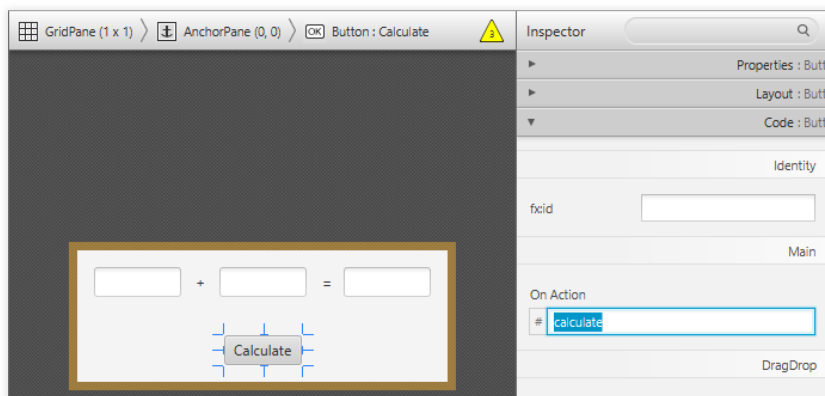 GridPane (1 x 1) AnchorPane (0, 0) OK Button : Calculate 3
Inspector
Properties : Butt
Layout : Butt
Code : Butt
Identity
fx:id
Main
+ =
On Action
# calculate
Calculate
DragDrop